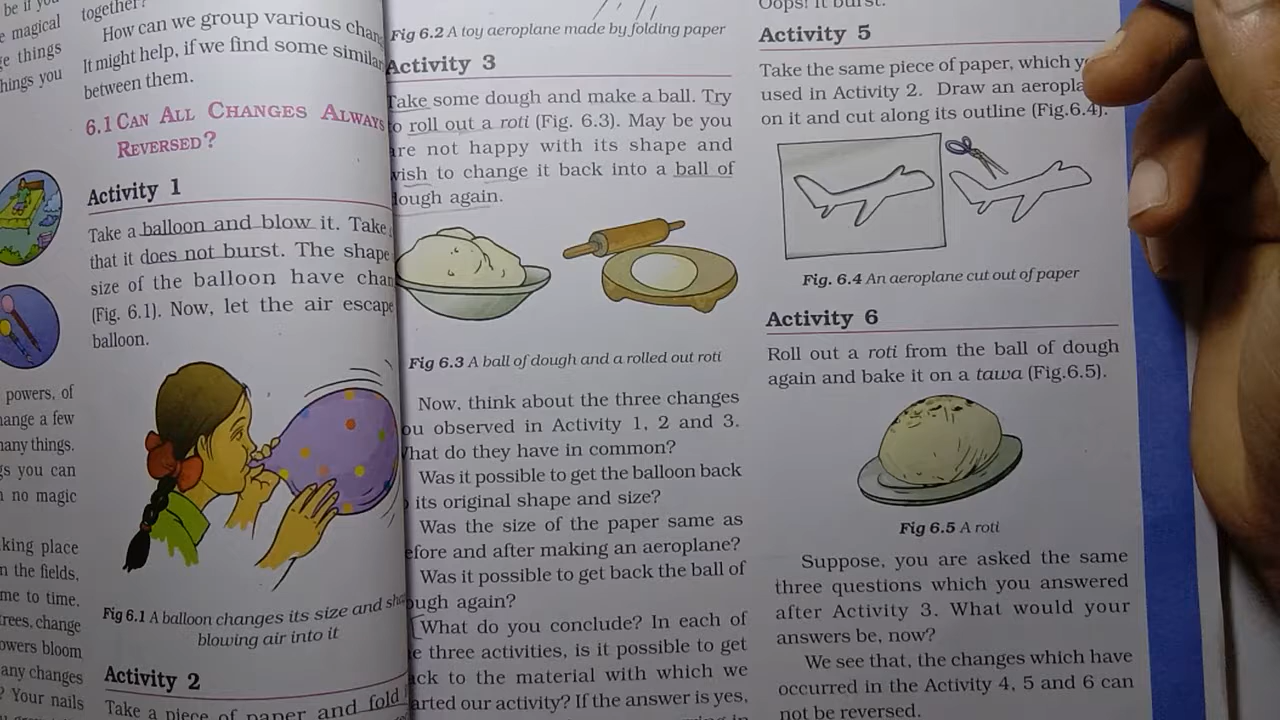 be if you
magical
things
things you
powers, of
change a few
many things.
you can
no magic
king place
n the fields,
me to time.
trees, change
owers bloom
any changes
? Your nails
together?
How can we group various
It might help, if we find some
between them.
6.1 CAN ALL CHANGES ALWAYS
REVERSED?
Activity 1
Take a balloon and blow it. Take
that it does not burst. The shape
size of the balloon have
(Fig. 6.1). Now, let the air escape
balloon.
Fig 6.1 A balloon changes its size and
blowing air into it
Activity 2
Take a piece of paper and fold
Fig 6.2 A toy aeroplane made by folding paper
Activity 3
Take some dough and make a ball. Try
to roll out a roti (Fig. 6.3). May be you
are not happy with its shape and
wish to change it back into a ball of
dough again.
Fig 6.3 A ball of dough and a rolled out roti
Now, think about the three changes
ou observed in Activity 1, 2 and 3.
What do they have in common?
Was it possible to get the balloon back
its original shape and size?
Was the size of the paper same as
efore and after making an aeroplane?
Was it possible to get back the ball of
ough again?
What do you conclude? In each of
e three activities, is it possible to get
ack to the material with which we
arted our activity? If the answer is yes,
Oops! It burst.
Activity 5
Take the same piece of paper, which
used in Activity 2. Draw an
on it and cut along its outline (Fig.6.4).
Fig. 6.4 An aeroplane cut out of paper
Activity 6
Roll out a roti from the ball of dough
again and bake it on a tawa (Fig.6.5).
Fig 6.5 A roti
Suppose, you are asked the same
three questions which you answered
after Activity 3. What would your
answers be, now?
We see that, the changes which have
occurred in the Activity 4, 5 and 6 can
not be reversed.